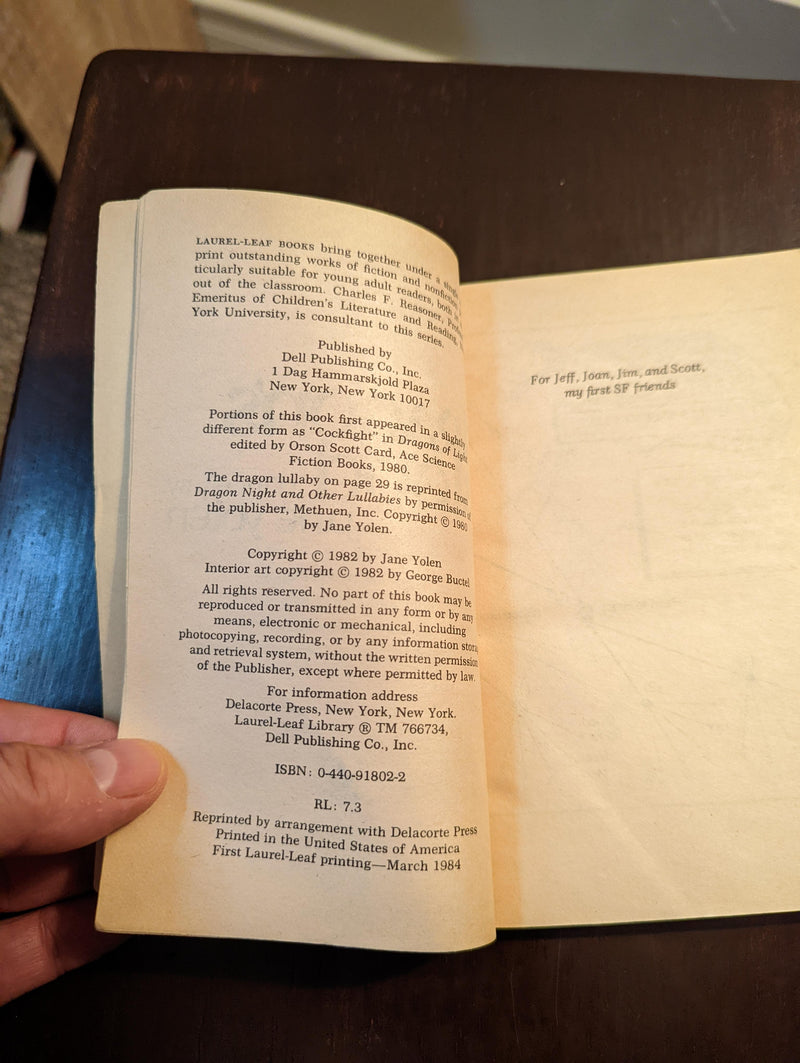 LAUREL-LEAF BOOKS bring together under a
print outstanding works of fiction and nonfiction
ticularly suitable for young adult readers, both
out of the classroom. Charles F. Reasoner,
Emeritus of Children's Literature and Reading,
York University, is consultant to this series.
Published by
Dell Publishing Co., Inc.
1 Dag Hammarskjold Plaza
New York, New York 10017
Portions of this book first appeared in a slightly
different form as "Cockfight" in Dragons of Light
edited by Orson Scott Card, Ace Science
Fiction Books, 1980.
The dragon lullaby on page 29 is reprinted from
Dragon Night and Other Lullabies by permission of
the publisher, Methuen, Inc. Copyright © 1980
by Jane Yolen.
Copyright © 1982 by Jane Yolen
Interior art copyright © 1982 by George Buctel
All rights reserved. No part of this book may be
reproduced or transmitted in any form or by any
means, electronic or mechanical, including
photocopying, recording, or by any information
and retrieval system, without the written permission
of the Publisher, except where permitted by law.
For information address
Delacorte Press, New York, New York.
Laurel-Leaf Library ® TM 766734,
Dell Publishing Co., Inc.
ISBN: 0-440-91802-2
RL: 7.3
Reprinted by arrangement with Delacorte Press
Printed in the United States of America
First Laurel-Leaf printing—March 1984
For Jeff, Joan, Jim, and Scott,
my first SF friends